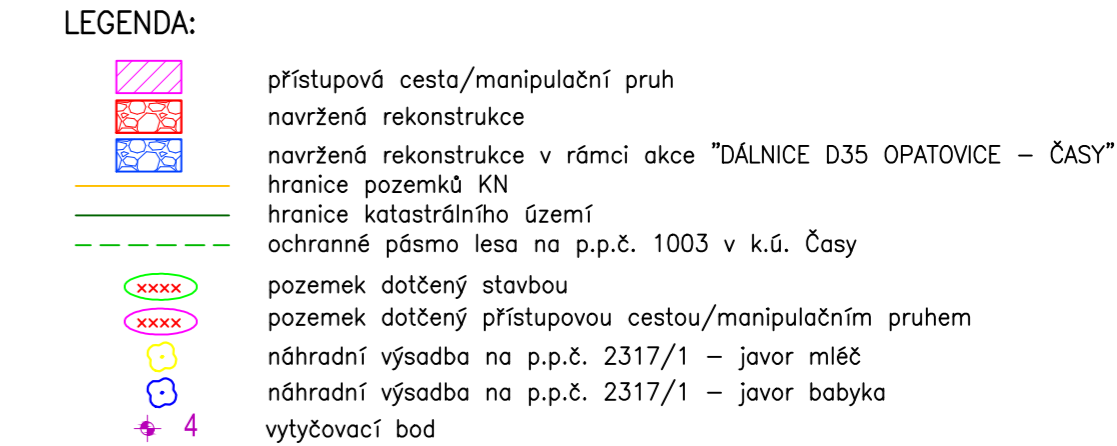 LEGENDA:
přístupová cesta/manipulační pruh
navržená rekonstrukce
navržená rekonstrukce v rámci akce "DÁLNICE D35 OPATOVICE – ČASY"
hranice pozemků KN
hranice katastrálního území
ochranné pásmo lesa na p.p.č. 1003 v k.ú. Časy
xxxx pozemek dotčený stavbou
xxxx pozemek dotčený přístupovou cestou/manipulačním pruhem
náhradní výsadba na p.p.č. 2317/1 – javor mléč
náhradní výsadba na p.p.č. 2317/1 – javor babyka
4 vytyčovací bod